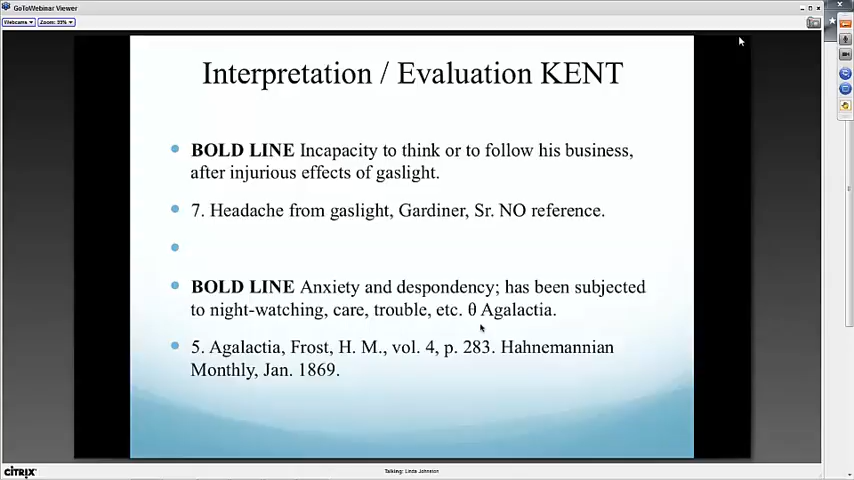 GoToWebinar Viewer
Webcams
Zoom: 33%
Interpretation / Evaluation KENT
BOLD LINE Incapacity to think or to follow his business,
after injurious effects of gaslight.
7. Headache from gaslight, Gardiner, Sr. NO reference.
BOLD LINE Anxiety and despondency; has been subjected
to night-watching, care, trouble, etc. θ Agalactia.
5. Agalactia, Frost, H. M., vol. 4, p. 283. Hahnemannian
Monthly, Jan. 1869.
CITRIX
Talking: Linda Johnston